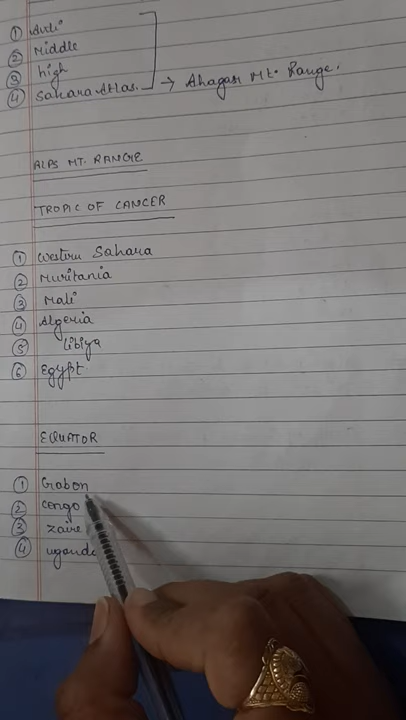 ① Anti
② Middle
③ high
④ Sahara Atlas. → Ahagar Mt. Range.
ALPS MT. RANGE
TROPIC OF CANCER
① Western Sahara
② Muritania
③ Mali
④ Algeria
⑤ libiya
⑥ Egypt
EQUATOR
① Gabon
② Congo
③ Zaire
④ uganda